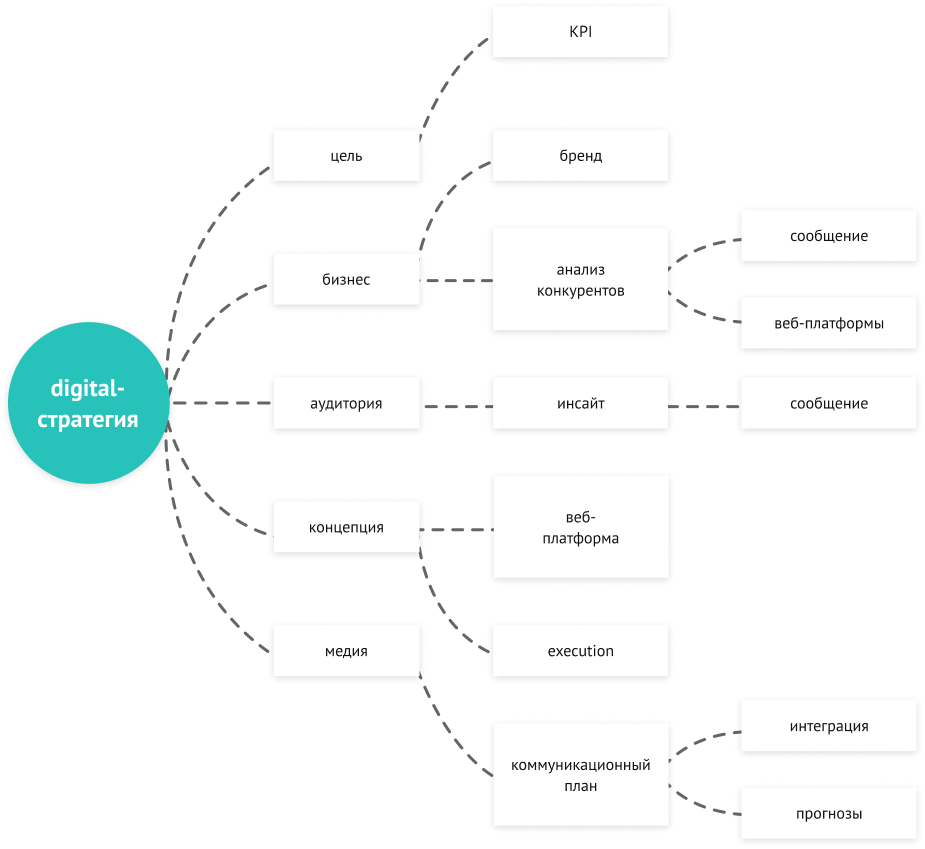 digital-
стратегия
цель
KPI
бизнес
бренд
анализ
конкурентов
сообщение
веб-платформы
аудитория
инсайт
сообщение
концепция
веб-
платформа
execution
медия
коммуникационный
план
интеграция
прогнозы